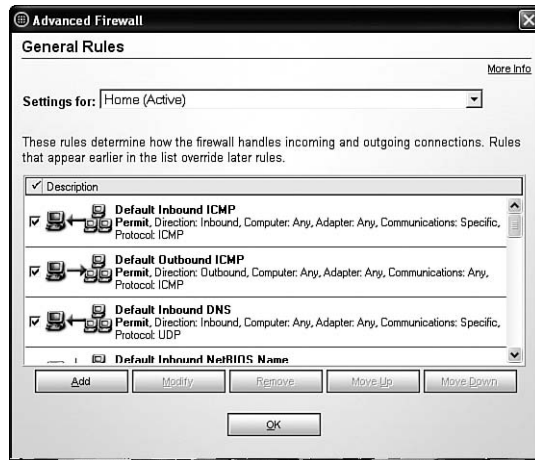 Advanced Firewall
General Rules
More Info
Settings for: Home (Active)
These rules determine how the firewall handles incoming and outgoing connections. Rules
that appear earlier in the list override later rules.
Description
Default Inbound ICMP
Permit, Direction: Inbound, Computer: Any, Adapter: Any, Communications: Specific,
Protocol: ICMP
Default Outbound ICMP
Permit, Direction: Outbound, Computer: Any, Adapter: Any, Communications: Any,
Protocol: ICMP
Default Inbound DNS
Permit, Direction: Inbound, Computer: Any, Adapter: Any, Communications: Specific,
Protocol: UDP
Default Inbound NetBIOS Name
Add Modify Remove Move Up Move Down
OK